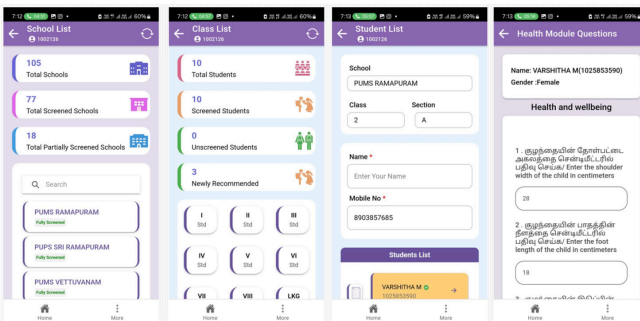 7:12
04:51
60%
School List
1002126
105
Total Schools
77
Total Screened Schools
18
Total Partially Screened Schools
Search
PUMS RAMAPURAM
Fully Screened
PUPS SRI RAMAPURAM
Fully Screened
PUMS VETTUVANAM
Fully Screened
Home
More
7:12
60%
Class List
1002126
10
Total Students
10
Screened Students
0
Unscreened Students
3
Newly Recommended
I
Std
II
Std
III
Std
IV
Std
V
Std
VI
Std
VII
VIII
LKG
Home
More
7:13
60%
Student List
1002126
School
PUMS RAMAPURAM
Class
Section
2
A
Name *
Enter Your Name
Mobile No *
8903857685
Students List
VARSHITHA M
1025853590
Home
More
7:13
59%
Health Module Questions
Name: VARSHITHA M(1025853590)
Gender :Female
Health and wellbeing
1 . குழந்தையின் தோள்பட்டை
அகலத்தை சென்டிமீட்டரில்
பதிவு செய்க/ Enter the shoulder
width of the child in centimeters
28
2 . குழந்தையின் பாதத்தின்
நீளத்தை சென்டிமீட்டரில்
பதிவு செய்க/ Enter the foot
length of the child in centimeters
18
Home
More